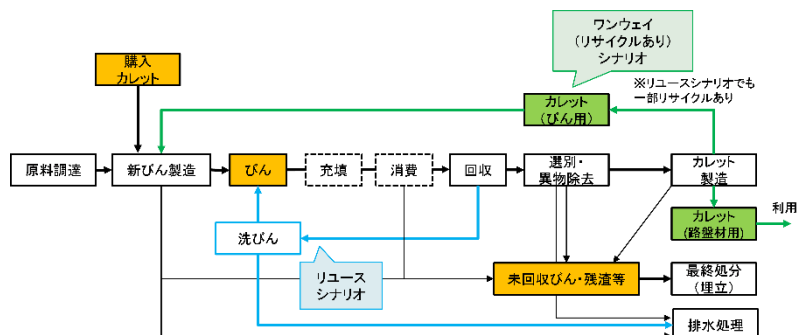 ワンウェイ
(リサイクルあり)
シナリオ
購入
カレット
※リユースシナリオでも
一部リサイクルあり
カレット
(びん用)
原料調達
新びん製造
びん
充填
消費
回収
選別・
異物除去
カレット
製造
カレット
(路盤材用)
利用
洗びん
リユース
シナリオ
未回収びん・残渣等
最終処分
(埋立)
排水処理